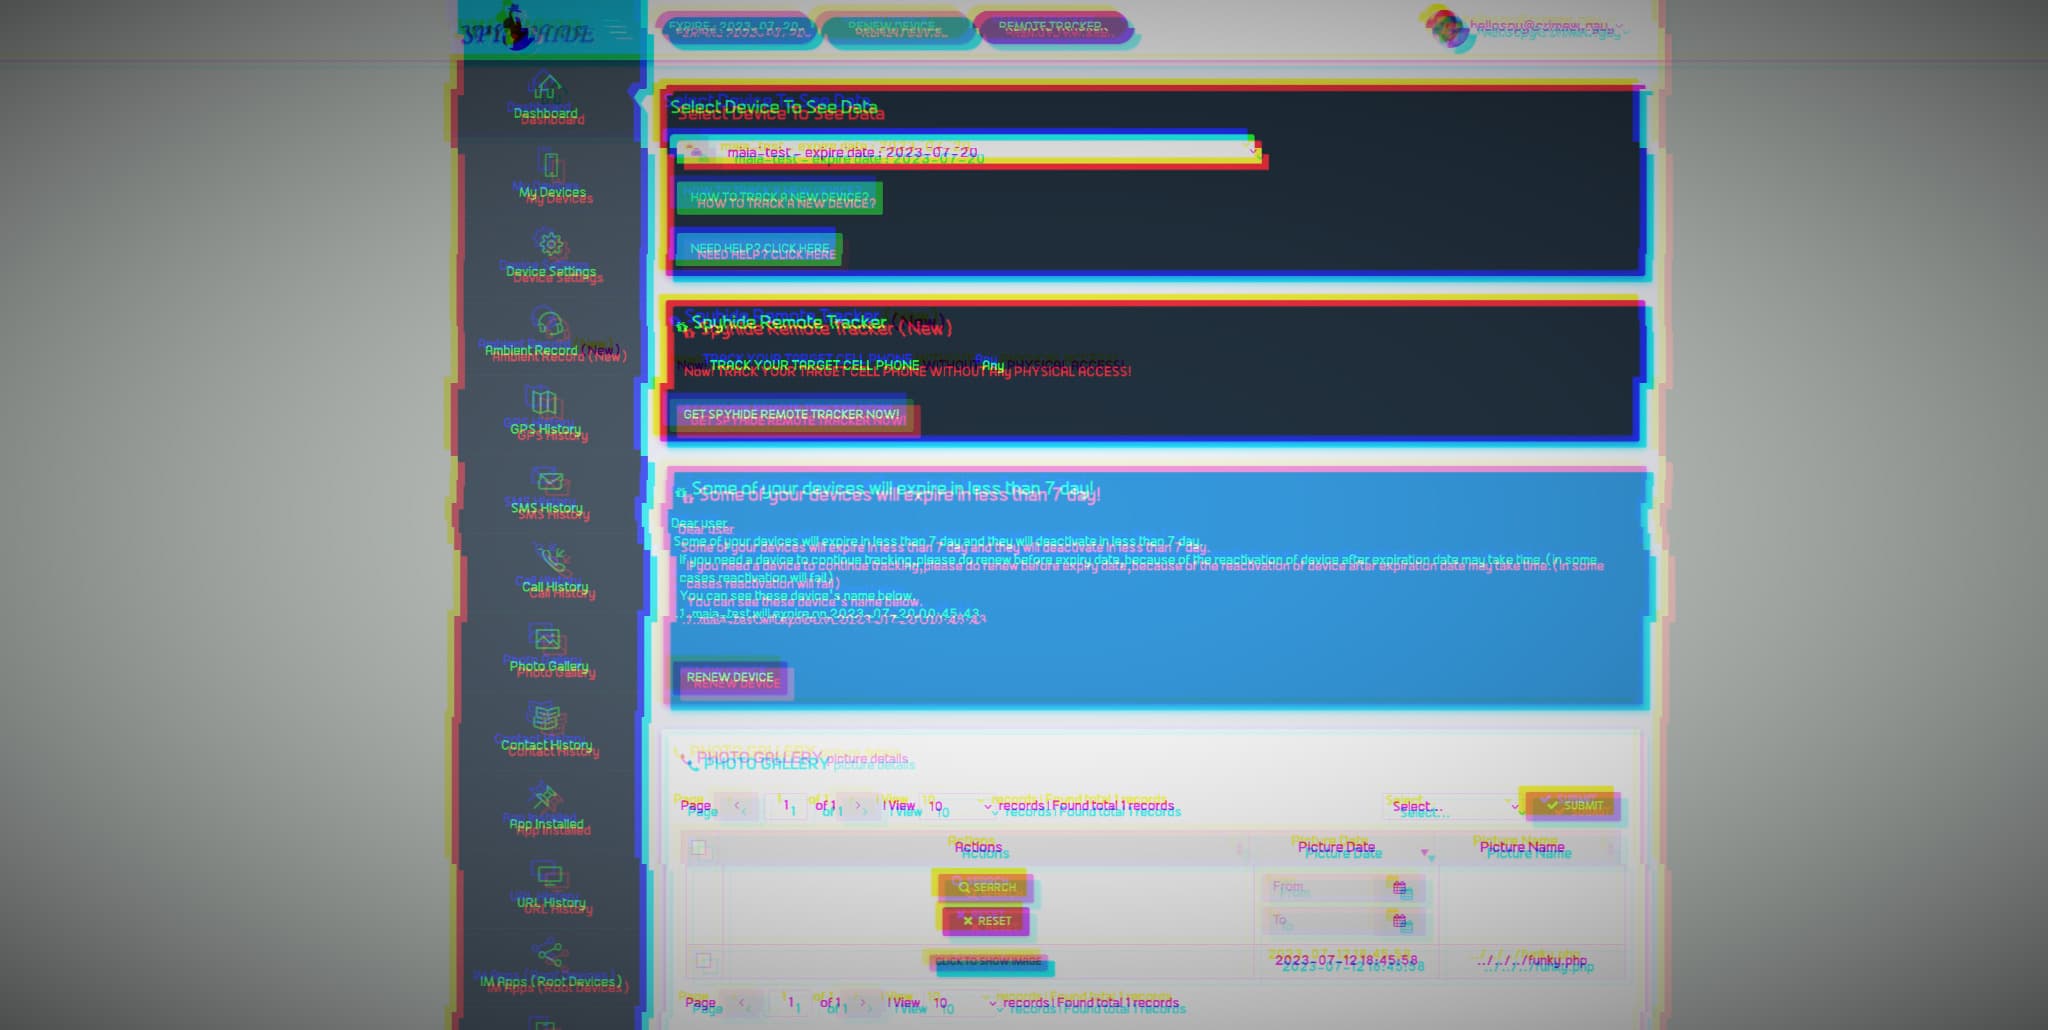 SPYHIDE
EXPIRE : 2023-07-20
RENEW DEVICE
REMOTE TRACKER
hellospy@crimew.gay
Dashboard
My Devices
Device Settings
Ambient Record (New)
GPS History
SMS History
Call History
Photo Gallery
Contact History
App Installed
URL History
IM Apps (Root Devices)
Select Device To See Data
maia-test - expire date : 2023-07-20
HOW TO TRACK A NEW DEVICE?
NEED HELP? CLICK HERE
Spyhide Remote Tracker (New)
Now! TRACK YOUR TARGET CELL PHONE WITHOUT Any PHYSICAL ACCESS!
GET SPYHIDE REMOTE TRACKER NOW!
Some of your devices will expire in less than 7 day!
Dear user
Some of your devices will expire in less than 7 day and they will deactivate in less than 7 day.
If you need a device to continue tracking,please do renew before expiry date,because of the reactivation of device after expiration date may take time.(in some
cases reactivation will fail)
You can see these device's name below.
1. maia-test will expire on 2023-07-20 00:45:43
RENEW DEVICE
PHOTO GALLERY picture details
Page < 1 of 1 > | View 10 records | Found total 1 records
Select...
SUBMIT
Actions Picture Date Picture Name
SEARCH From
RESET To
CLICK TO SHOW IMAGE 2023-07-12 18:45:58 ../../../funky.php
Page < 1 of 1 > | View 10 records | Found total 1 records